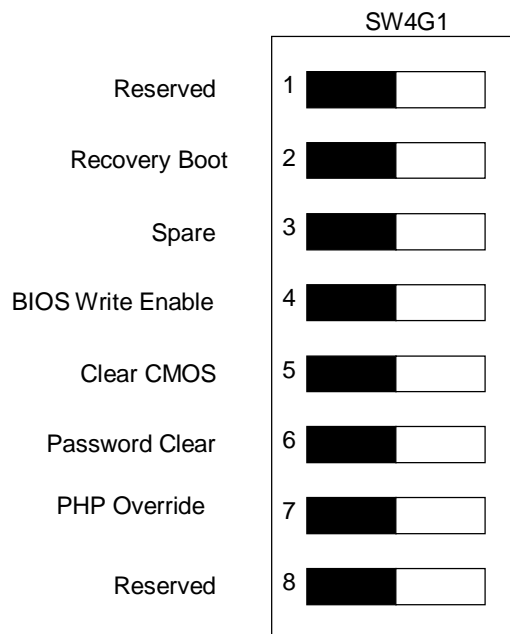 SW4G1
Reserved 1
Recovery Boot 2
Spare 3
BIOS Write Enable 4
Clear CMOS 5
Password Clear 6
PHP Override 7
Reserved 8